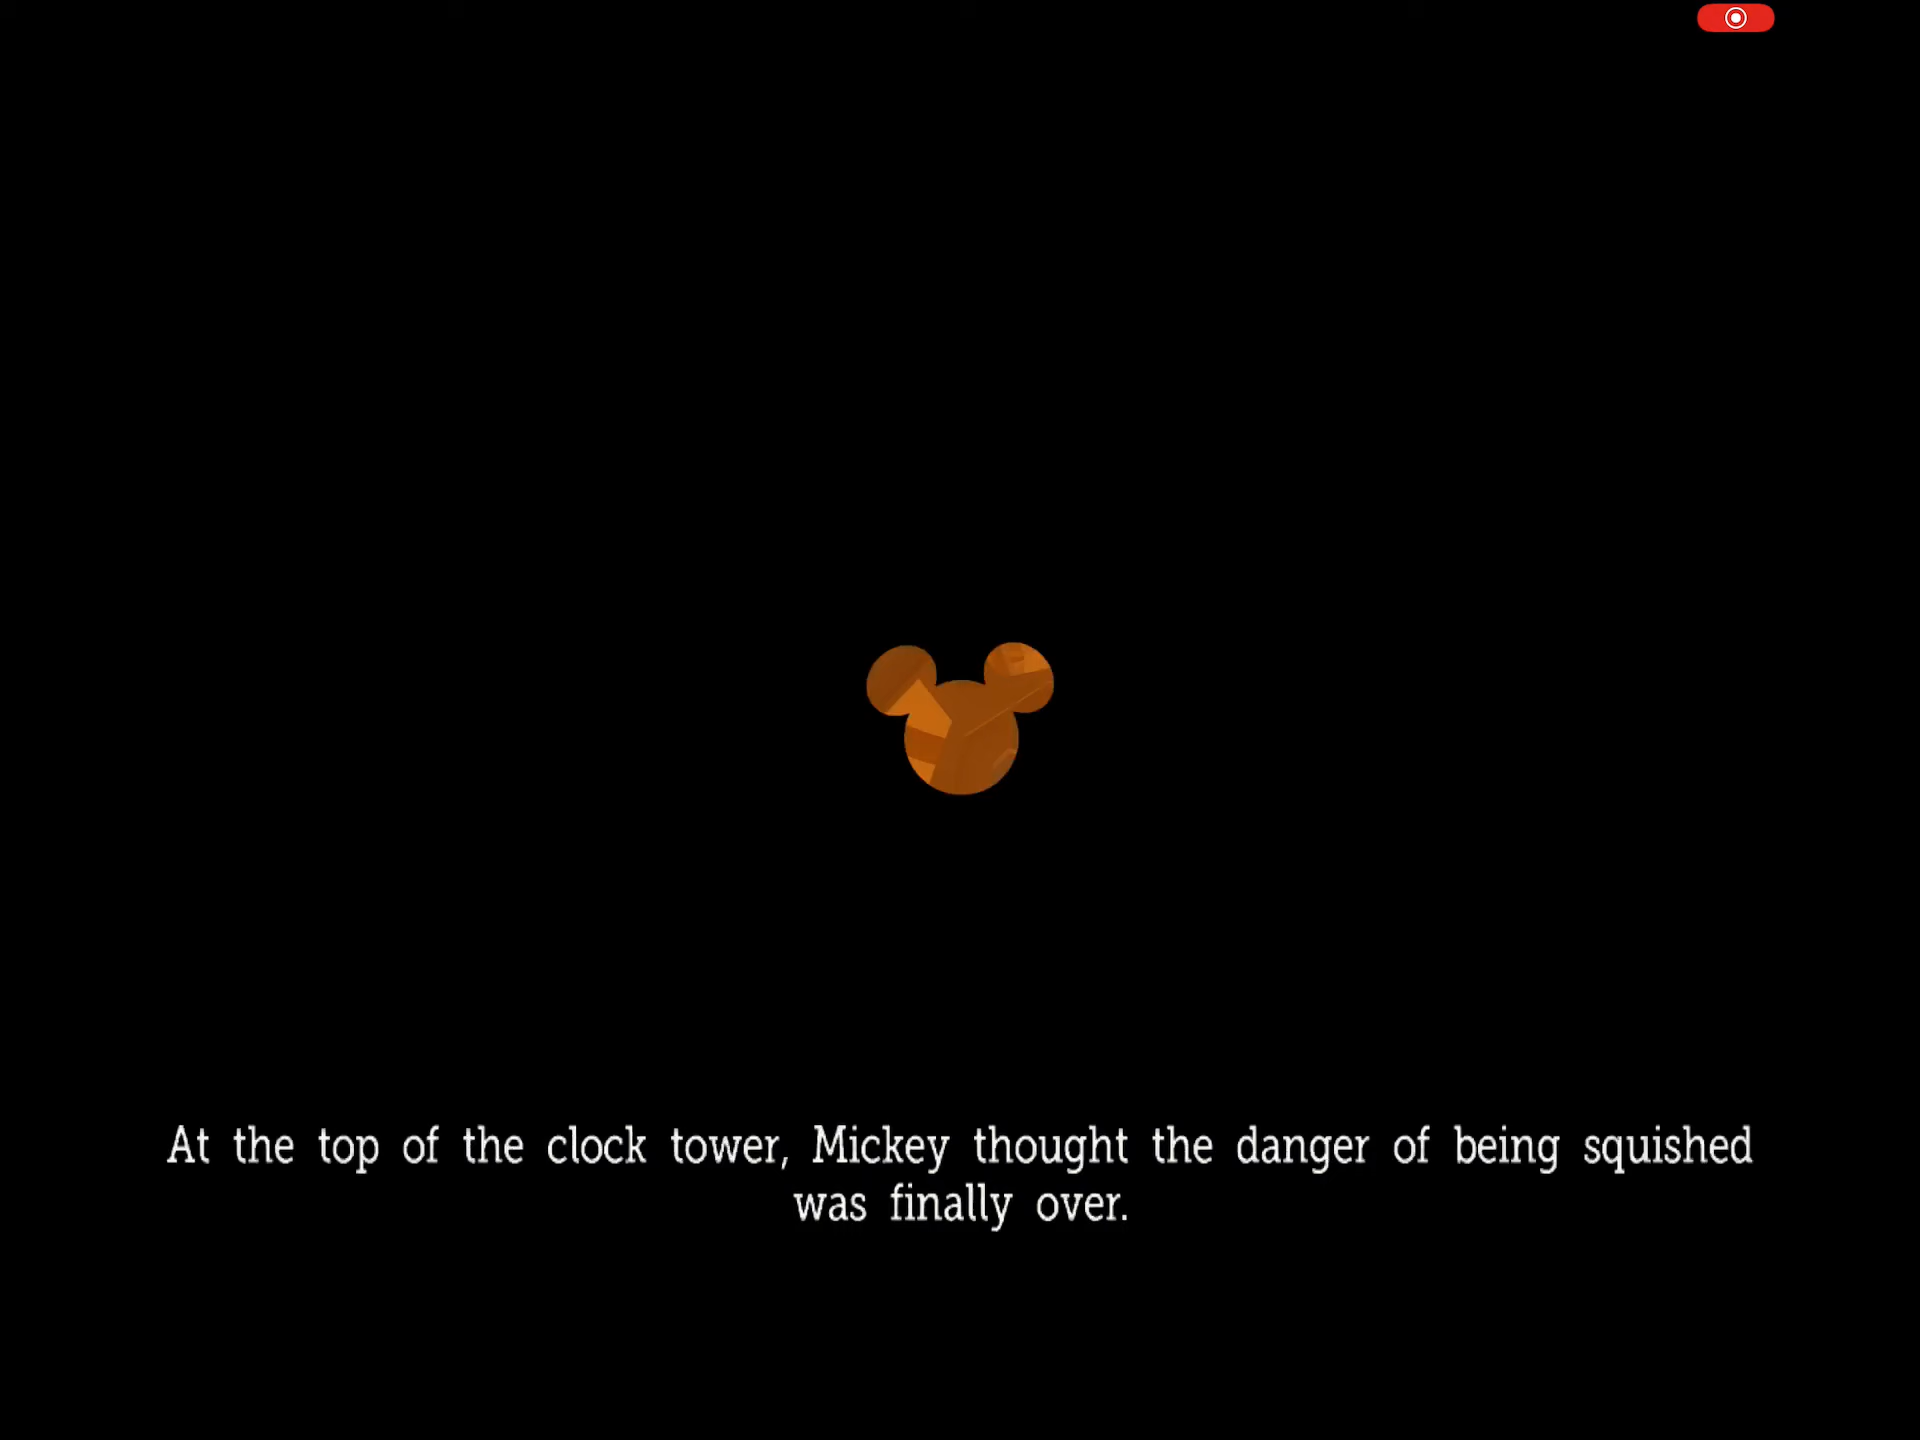 At the top of the clock tower, Mickey thought the danger of being squished
was finally over.